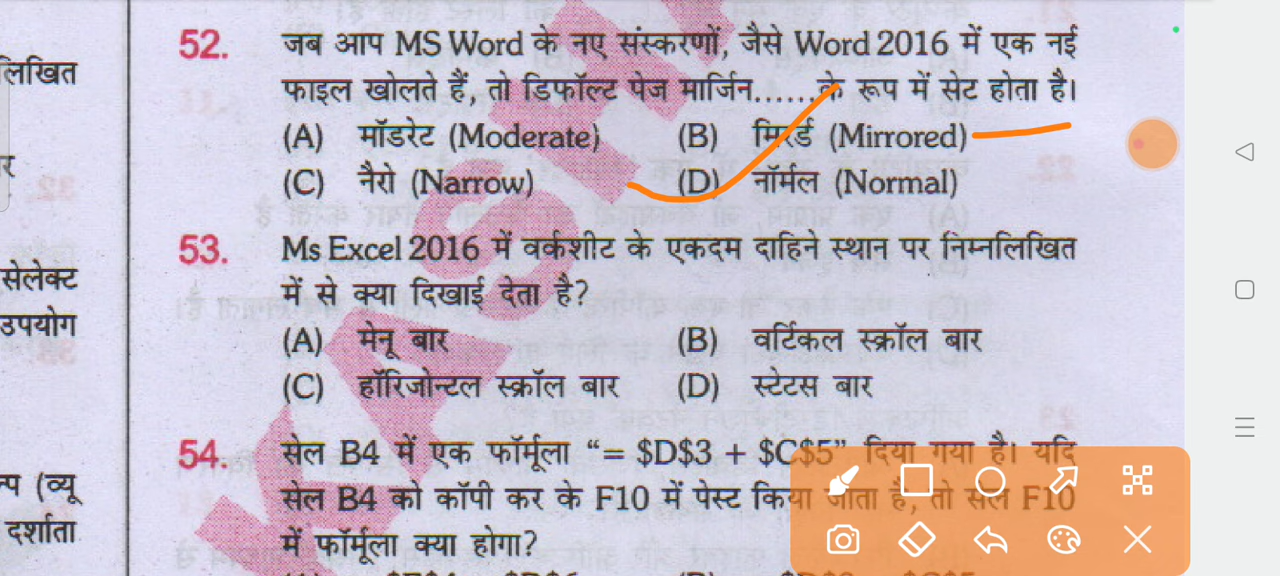 लिखित
सेलेक्ट
उपयोग
दर्शाता
52. जब आप MS Word के नए संस्करणों, जैसे Word 2016 में एक नई
फाइल खोलते हैं, तो डिफॉल्ट पेज मार्जिन......के रूप में सेट होता है।
(A) मॉडरेट (Moderate) (B) मिरर्ड (Mirrored)
(C) नैरो (Narrow) (D) नॉर्मल (Normal)
53. Ms Excel 2016 में वर्कशीट के एकदम दाहिने स्थान पर निम्नलिखित
में से क्या दिखाई देता है?
(A) मेनू बार (B) वर्टिकल स्क्रॉल बार
(C) हॉरिजोन्टल स्क्रॉल बार (D) स्टेटस बार
54. सेल B4 में एक फॉर्मूला “= $D$3 + $C$5” दिया गया है। यदि
सेल B4 को कॉपी कर के F10 में पेस्ट किया जाता है, तो सेल F10
में फॉर्मूला क्या होगा?